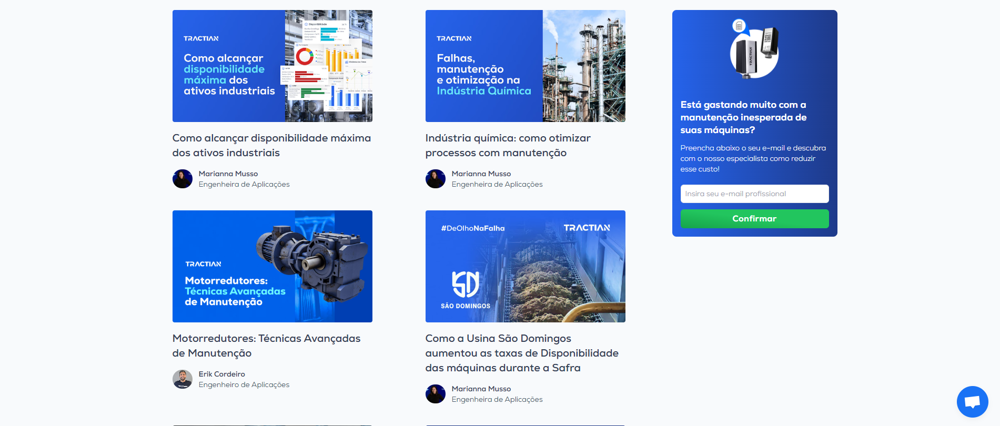 TRACTIAN
Como alcançar
disponibilidade
máxima dos
ativos industriais
Disponibilidade
Como alcançar disponibilidade máxima
dos ativos industriais
Marianna Musso
Engenheira de Aplicações
TRACTIAN
Falhas,
manutenção
e otimização na
Indústria Química
Indústria química: como otimizar
processos com manutenção
Marianna Musso
Engenheira de Aplicações
TRACTIAN
Motorredutores:
Técnicas Avançadas
de Manutenção
Motorredutores: Técnicas Avançadas
de Manutenção
Erik Cordeiro
Engenheiro de Aplicações
#DeOlhoNaFalha
TRACTIAN
SÃO DOMINGOS
Como a Usina São Domingos
aumentou as taxas de Disponibilidade
das máquinas durante a Safra
Marianna Musso
Engenheira de Aplicações
TRACTIAN
Está gastando muito com a
manutenção inesperada de
suas máquinas?
Preencha abaixo o seu e-mail e descubra
com o nosso especialista como reduzir
esse custo!
Insira seu e-mail profissional
Confirmar